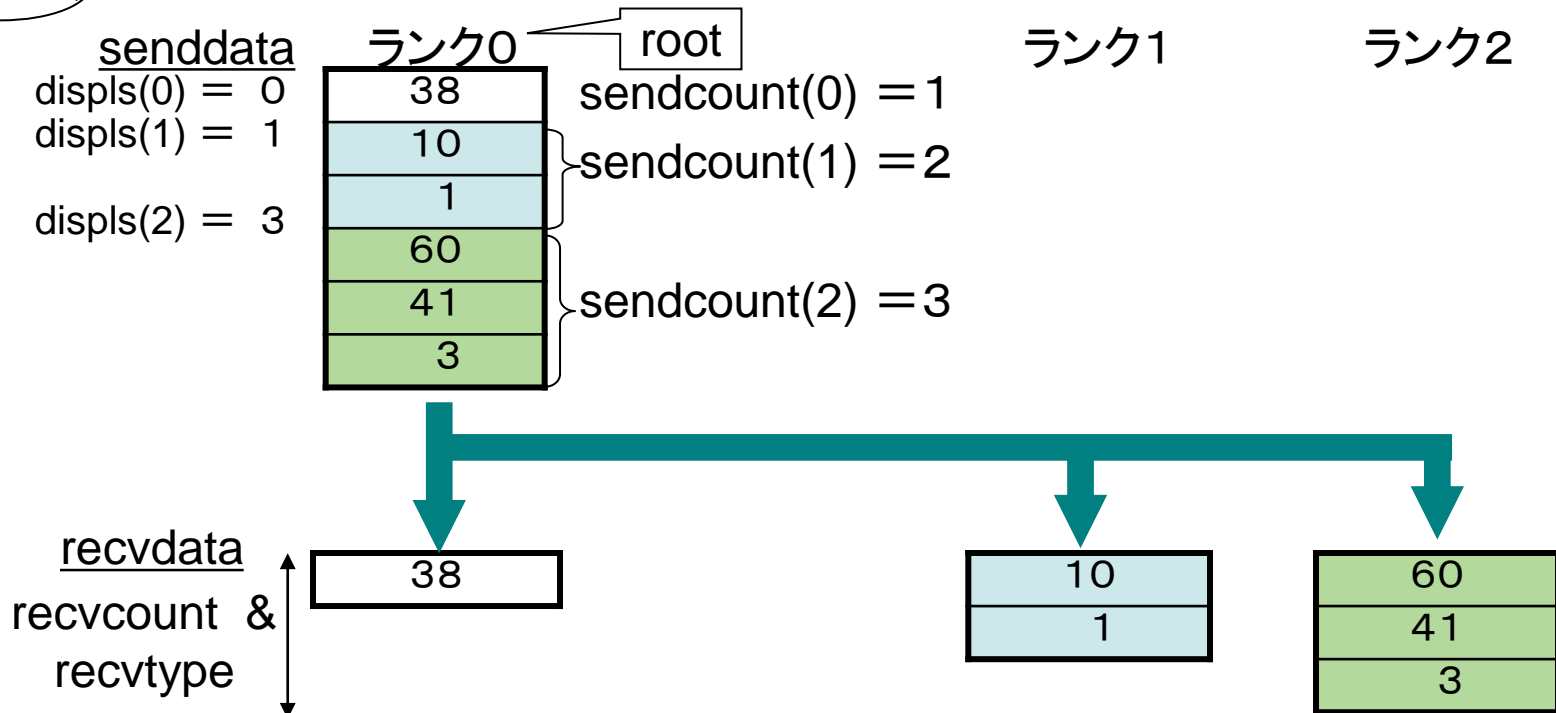 senddata ランク0 root ランク1 ランク2
displs(0) = 0 38 sendcount(0) =1
displs(1) = 1 10 sendcount(1) =2
1
displs(2) = 3
60
41 sendcount(2) =3
3
recvdata
38 10 60
recvcount & 1 41
recvtype 3